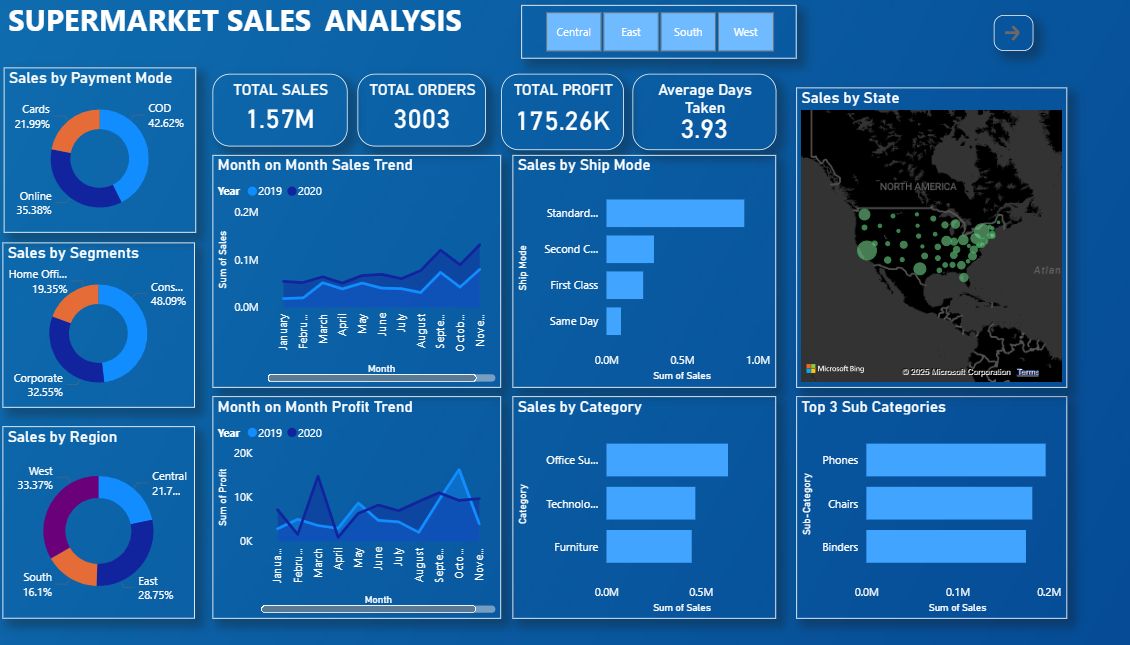 SUPERMARKET SALES ANALYSIS
Central
East
South
West
Sales by Payment Mode
Cards
21.99%
COD
42.62%
Online
35.38%
TOTAL SALES
1.57M
TOTAL ORDERS
3003
TOTAL PROFIT
175.26K
Average Days
Taken
3.93
Sales by State
NORTH AMERICA
Atlan
Microsoft Bing
© 2025 Microsoft Corporation
Terms
Month on Month Sales Trend
Year 2019 2020
Sum of Sales
0.2M
0.1M
0.0M
January
Febru...
March
April
May
June
July
August
Septe...
Octob...
Nove...
Month
Sales by Ship Mode
Ship Mode
Standard...
Second C...
First Class
Same Day
0.0M
0.5M
1.0M
Sum of Sales
Sales by Segments
Home Offi...
19.35%
Cons...
48.09%
Corporate
32.55%
Sales by Region
West
33.37%
Central
21.7...
South
16.1%
East
28.75%
Month on Month Profit Trend
Year 2019 2020
Sum of Profit
20K
10K
0K
Janua...
Febru...
March
April
May
June
July
August
Septe...
Octo...
Nove...
Month
Sales by Category
Category
Office Su...
Technolo...
Furniture
0.0M
0.5M
Sum of Sales
Top 3 Sub Categories
Sub-Category
Phones
Chairs
Binders
0.0M
0.1M
0.2M
Sum of Sales